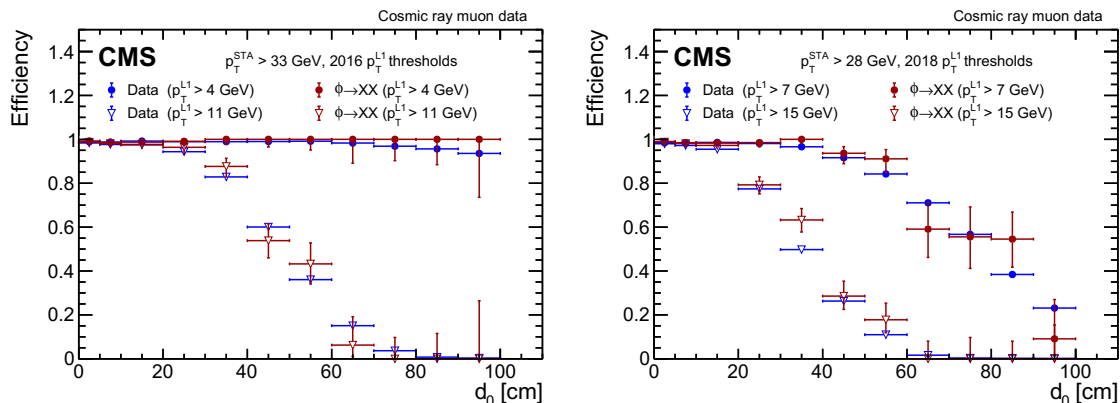 Cosmic ray muon data
CMS
p_T^STA > 33 GeV, 2016 p_T^L1 thresholds
Data (p_T^L1 > 4 GeV) ϕ→XX (p_T^L1 > 4 GeV)
Data (p_T^L1 > 11 GeV) ϕ→XX (p_T^L1 > 11 GeV)
Efficiency
1.4
1.2
1
0.8
0.6
0.4
0.2
0
0 20 40 60 80 100
d_0 [cm]
Cosmic ray muon data
CMS
p_T^STA > 28 GeV, 2018 p_T^L1 thresholds
Data (p_T^L1 > 7 GeV) ϕ→XX (p_T^L1 > 7 GeV)
Data (p_T^L1 > 15 GeV) ϕ→XX (p_T^L1 > 15 GeV)
Efficiency
1.4
1.2
1
0.8
0.6
0.4
0.2
0
0 20 40 60 80 100
d_0 [cm]